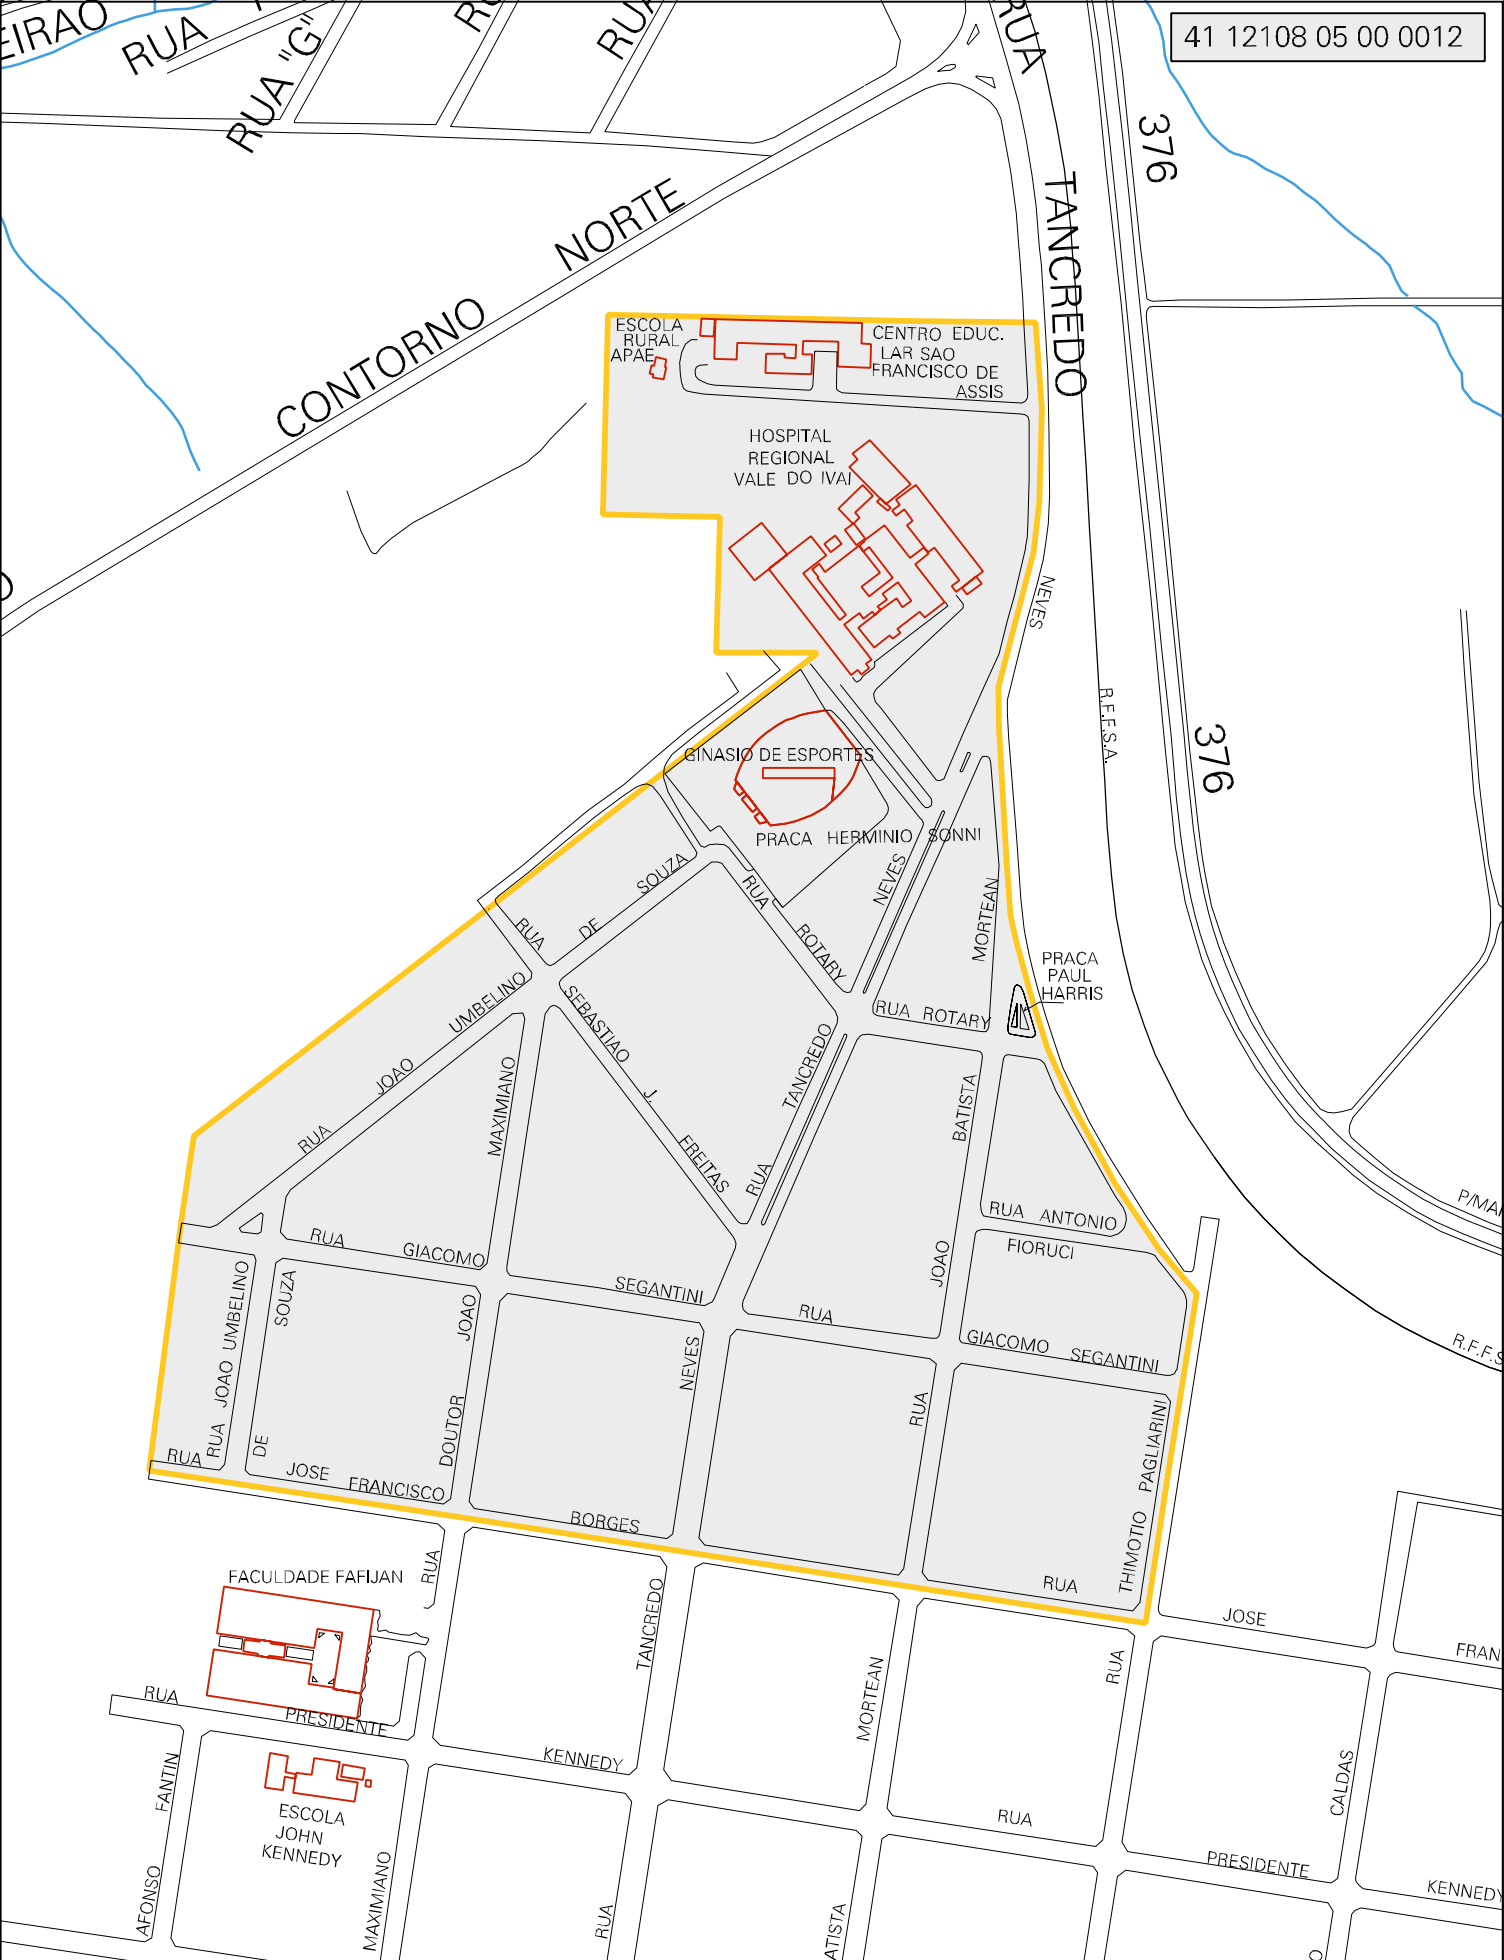 41 12108 05 00 0012
EIRAO
RUA
RUA "G"
RUA
376
CONTORNO NORTE
TANCREDO
ESCOLA
RURAL
APAE
CENTRO EDUC.
LAR SAO
FRANCISCO DE
ASSIS
HOSPITAL
REGIONAL
VALE DO IVAI
NEVES
R.F.F.S.A.
376
GINASIO DE ESPORTES
PRACA HERMINIO SONNI
RUA DE SOUZA
RUA ROTARY
NEVES
MORTEAN
PRACA
PAUL
HARRIS
RUA ROTARY
RUA JOAO UMBELINO
SEBASTIAO J. FREITAS
MAXIMIANO
RUA TANCREDO
BATISTA
JOAO
RUA ANTONIO
FIORUCI
P/MAR
RUA GIACOMO SEGANTINI
RUA
GIACOMO SEGANTINI
R.F.F.S
RUA JOAO UMBELINO
DE SOUZA
DOUTOR JOAO
NEVES
RUA
THIMOTIO PAGLIARINI
RUA JOSE FRANCISCO BORGES
RUA
JOSE
FRAN
FACULDADE FAFIJAN
RUA
TANCREDO
MORTEAN
RUA
RUA PRESIDENTE KENNEDY
RUA
PRESIDENTE
KENNEDY
ESCOLA
JOHN
KENNEDY
AFONSO FANTIN
MAXIMIANO
RUA
ATISTA
CALDAS